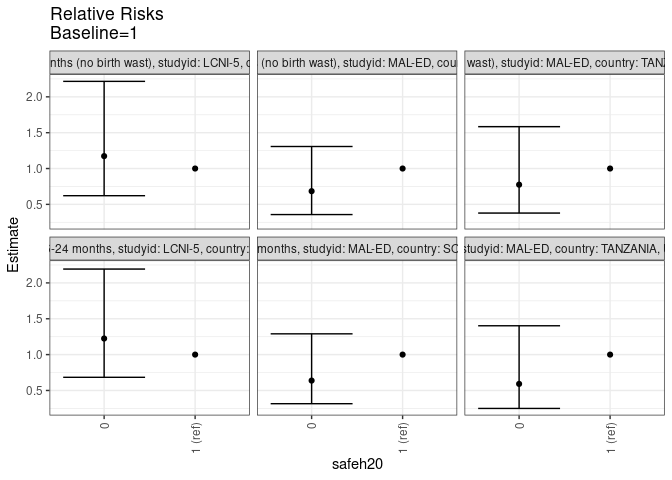 Relative Risks
Baseline=1
nths (no birth wast), studyid: LCNI-5, c
(no birth wast), studyid: MAL-ED, cou
wast), studyid: MAL-ED, country: TANZ
2.0
1.5
1.0
0.5
-24 months, studyid: LCNI-5, country:
months, studyid: MAL-ED, country: SO
studyid: MAL-ED, country: TANZANIA, U
2.0
1.5
1.0
0.5
Estimate
0
1 (ref)
0
1 (ref)
0
1 (ref)
safeh20